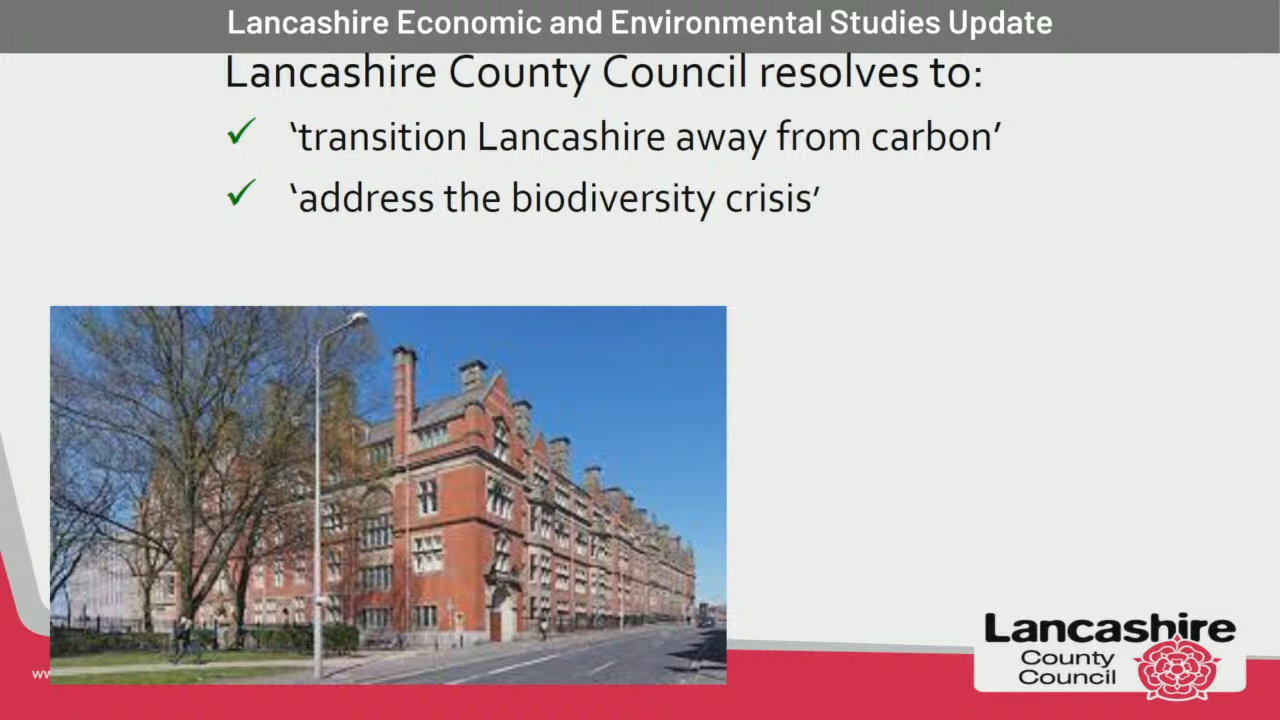 Lancashire Economic and Environmental Studies Update
Lancashire County Council resolves to:
✓ ‘transition Lancashire away from carbon’
✓ ‘address the biodiversity crisis’
Lancashire
County
Council